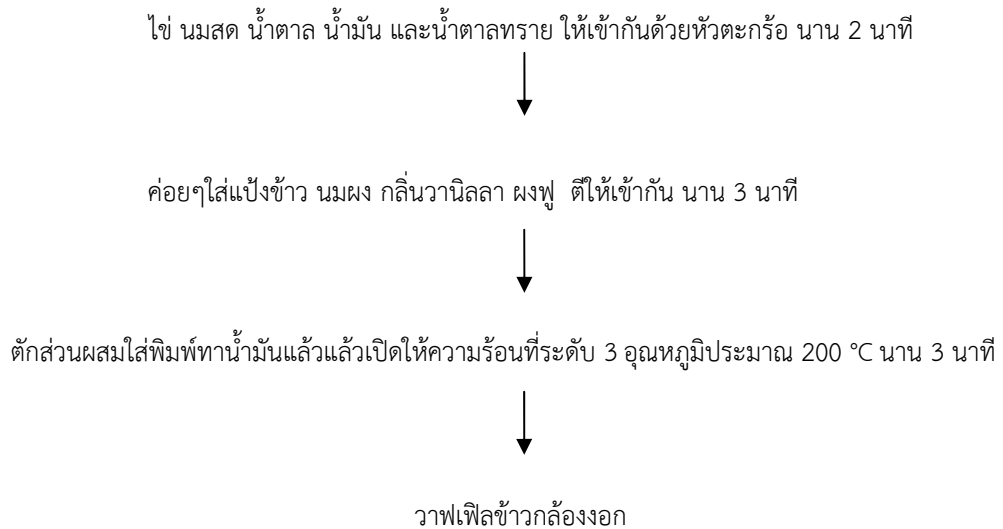 ไข่ นมสด น้ำตาล น้ำมัน และน้ำตาลทราย ให้เข้ากันด้วยหัวตะกร้อ นาน 2 นาที
ค่อยๆใส่แป้งข้าว นมผง กลิ่นวานิลลา ผงฟู ตีให้เข้ากัน นาน 3 นาที
ตักส่วนผสมใส่พิมพ์ทาน้ำมันแล้วแล้วเปิดให้ความร้อนที่ระดับ 3 อุณหภูมิประมาณ 200 °C นาน 3 นาที
วาฟเฟิลข้าวกล้องงอก